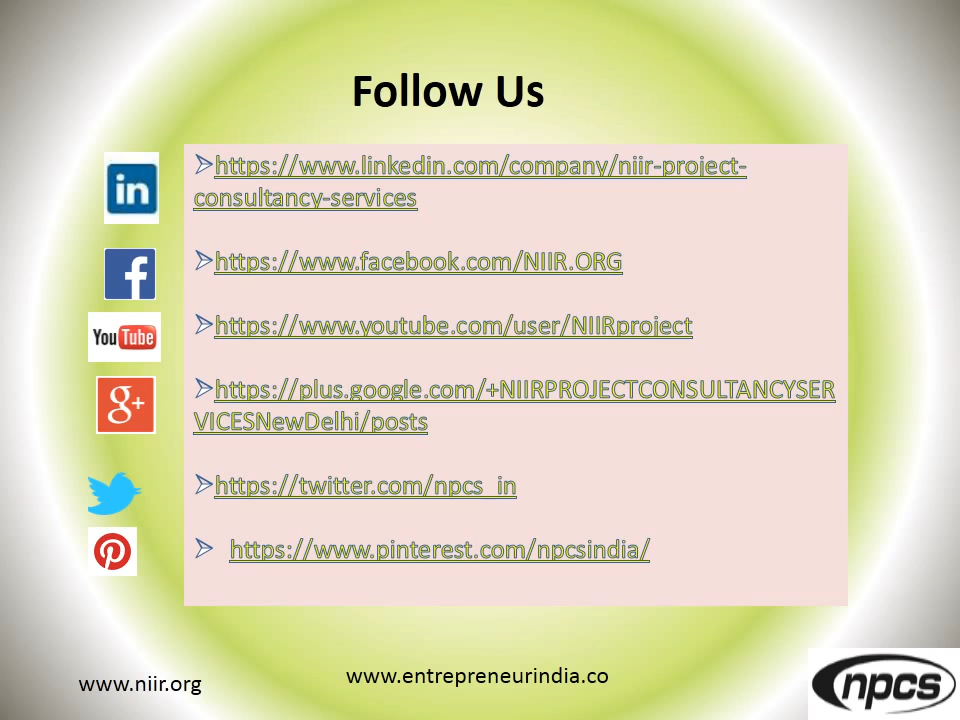 Follow Us
in
https://www.linkedin.com/company/niir-project-
consultancy-services
f
https://www.facebook.com/NIIR.ORG
YouTube
https://www.youtube.com/user/NIIRproject
g+
https://plus.google.com/+NIIRPROJECTCONSULTANCYSER
VICESNewDelhi/posts
https://twitter.com/npcs_in
https://www.pinterest.com/npcsindia/
www.niir.org
www.entrepreneurindia.co
npcs